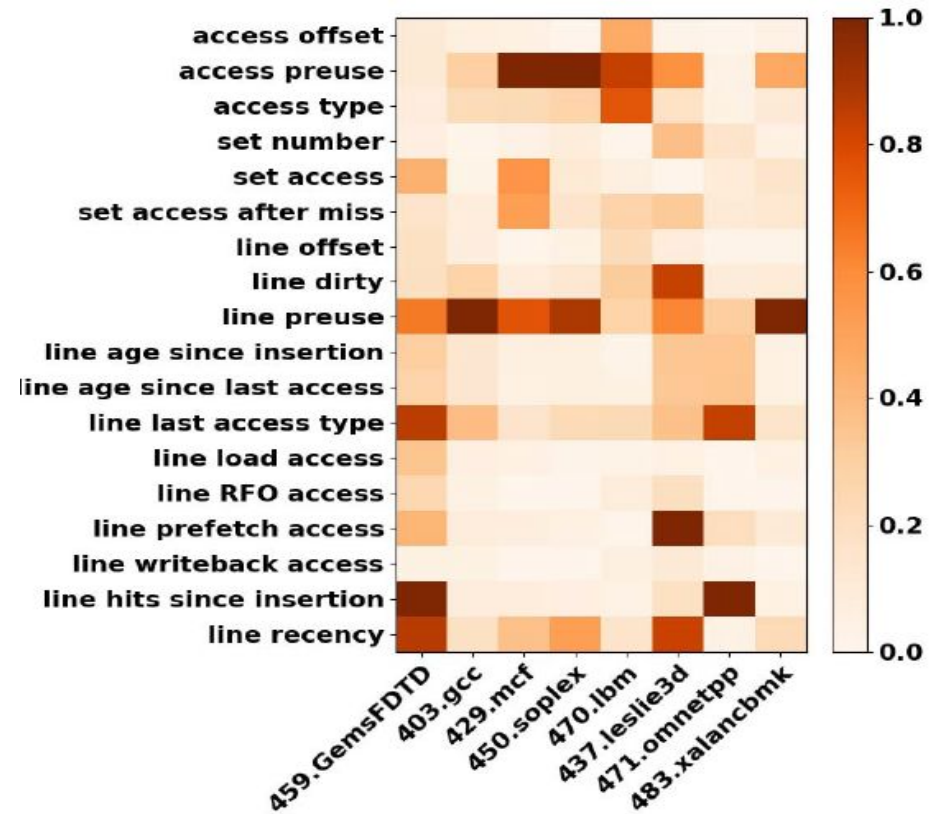 access offset
access preuse
access type
set number
set access
set access after miss
line offset
line dirty
line preuse
line age since insertion
line age since last access
line last access type
line load access
line RFO access
line prefetch access
line writeback access
line hits since insertion
line recency
1.0
0.8
0.6
0.4
0.2
0.0
459.GemsFDTD
403.gcc
429.mcf
450.soplex
470.lbm
437.leslie3d
471.omnetpp
483.xalancbmk